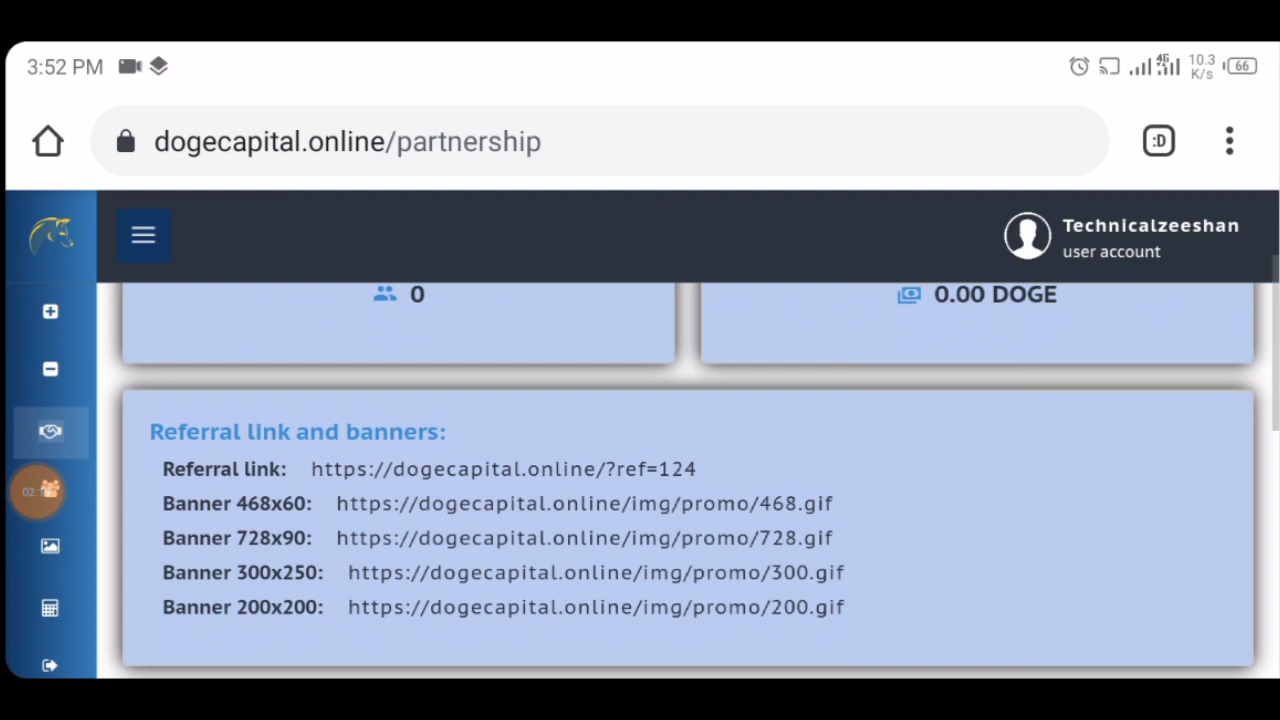 3:52 PM 4G 10.3 K/s 66
dogecapital.online/partnership :D
Technicalzeeshan
user account
0 0.00 DOGE
Referral link and banners:
Referral link: https://dogecapital.online/?ref=124
Banner 468x60: https://dogecapital.online/img/promo/468.gif
Banner 728x90: https://dogecapital.online/img/promo/728.gif
Banner 300x250: https://dogecapital.online/img/promo/300.gif
Banner 200x200: https://dogecapital.online/img/promo/200.gif